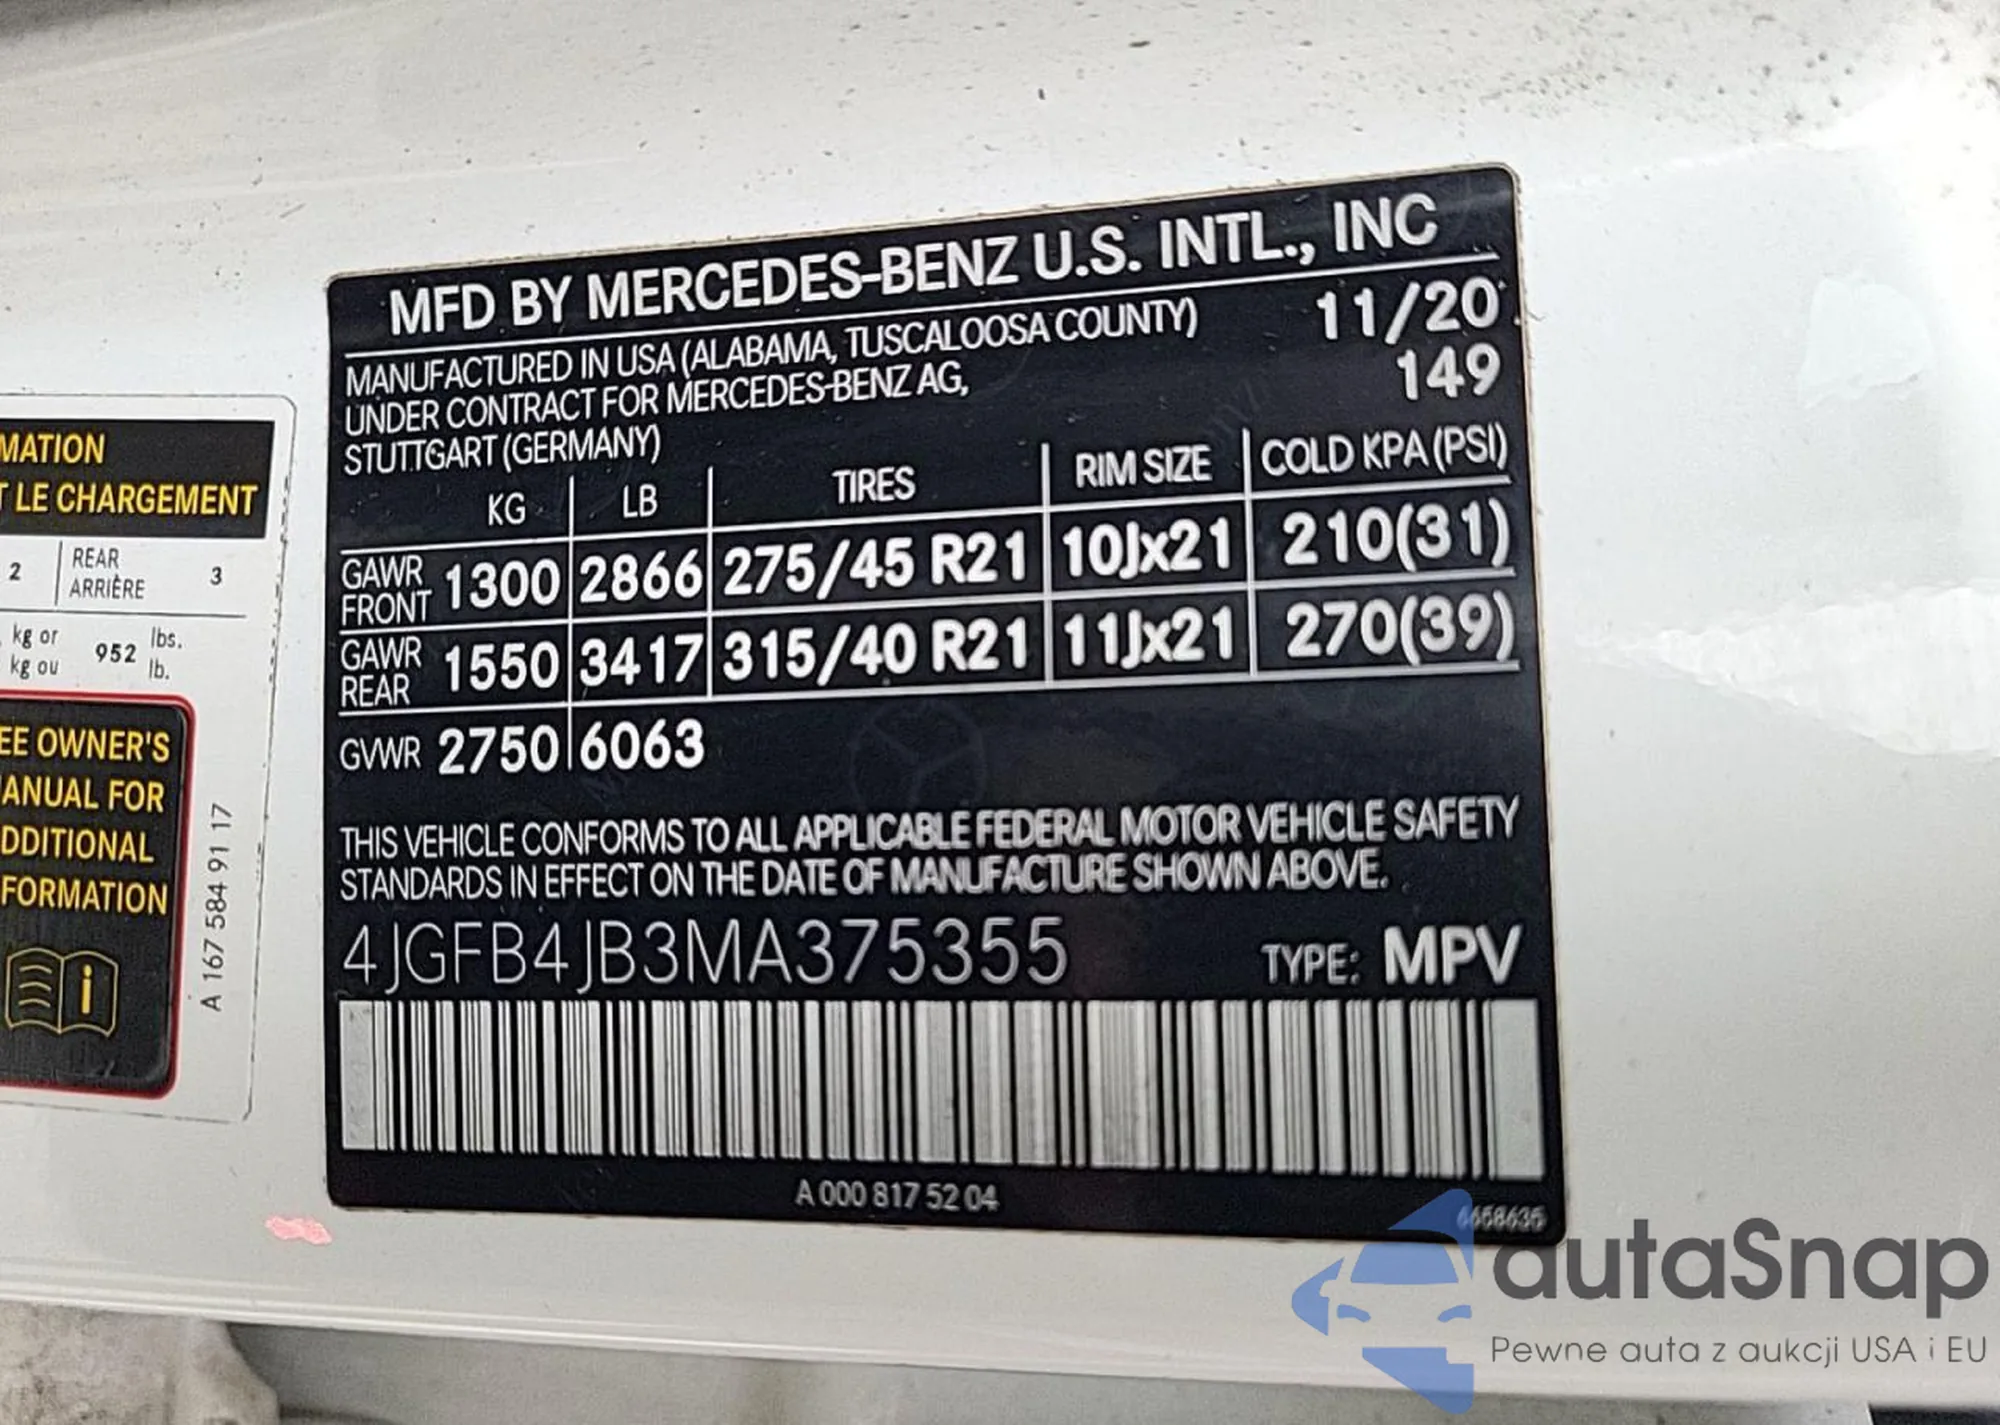 MATION
T LE CHARGEMENT
2 REAR ARRIÈRE 3
kg or
kg ou 952 lbs.
lb.
EE OWNER'S
ANUAL FOR
DDITIONAL
FORMATION
i
A 167 584 91 17
MFD BY MERCEDES-BENZ U.S. INTL., INC
MANUFACTURED IN USA (ALABAMA, TUSCALOOSA COUNTY) 11/20
UNDER CONTRACT FOR MERCEDES-BENZ AG, 149
STUTTGART (GERMANY)
KG LB TIRES RIM SIZE COLD KPA (PSI)
GAWR FRONT 1300 2866 275/45 R21 10Jx21 210(31)
GAWR REAR 1550 3417 315/40 R21 11Jx21 270(39)
GVWR 2750 6063
THIS VEHICLE CONFORMS TO ALL APPLICABLE FEDERAL MOTOR VEHICLE SAFETY
STANDARDS IN EFFECT ON THE DATE OF MANUFACTURE SHOWN ABOVE.
4JGFB4JB3MA375355 TYPE: MPV
A 000 817 52 04
autaSnap
Pewne auta z aukcji USA i EU